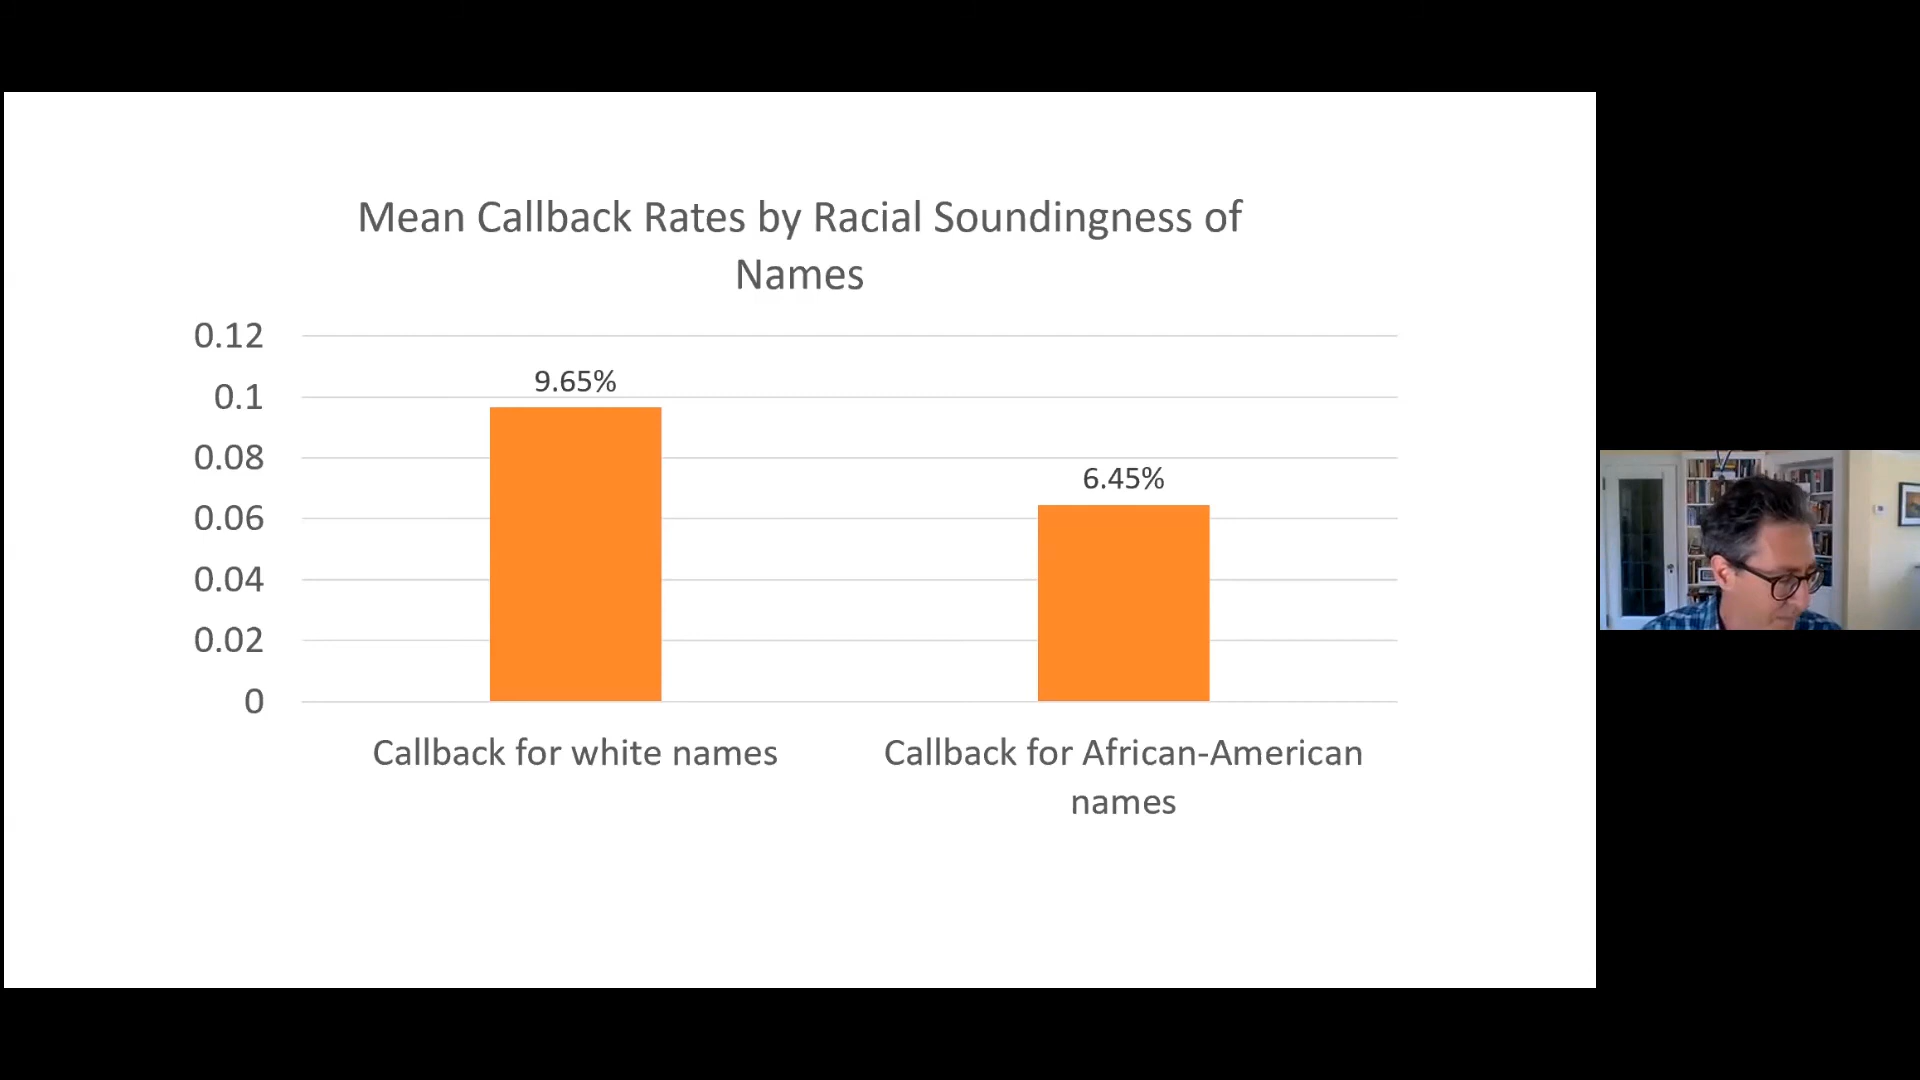 Mean Callback Rates by Racial Soundingness of
Names
0.12
0.1
0.08
0.06
0.04
0.02
0
9.65%
6.45%
Callback for white names
Callback for African-American
names